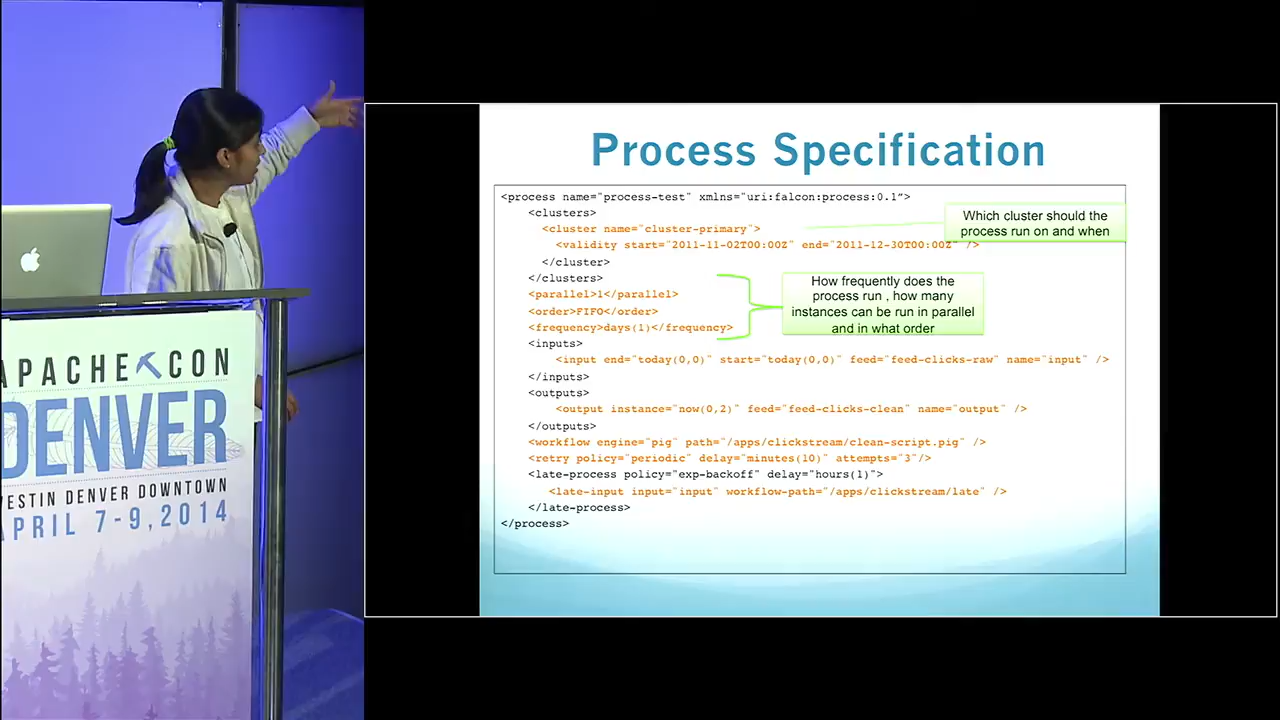 APACHE CON
DENVER
WESTIN DENVER DOWNTOWN
APRIL 7-9, 2014
Process Specification
<process name="process-test" xmlns="uri:falcon:process:0.1”>
<clusters>
<cluster name="cluster-primary">
<validity start="2011-11-02T00:00Z" end="2011-12-30T00:00Z" />
</cluster>
</clusters>
<parallel>1</parallel>
<order>FIFO</order>
<frequency>days(1)</frequency>
<inputs>
<input end="today(0,0)" start="today(0,0)" feed="feed-clicks-raw" name="input" />
</inputs>
<outputs>
<output instance="now(0,2)" feed="feed-clicks-clean" name="output" />
</outputs>
<workflow engine="pig" path="/apps/clickstream/clean-script.pig" />
<retry policy="periodic" delay="minutes(10)" attempts="3"/>
<late-process policy="exp-backoff" delay="hours(1)">
<late-input input="input" workflow-path="/apps/clickstream/late" />
</late-process>
</process>
Which cluster should the
process run on and when
How frequently does the
process run , how many
instances can be run in parallel
and in what order